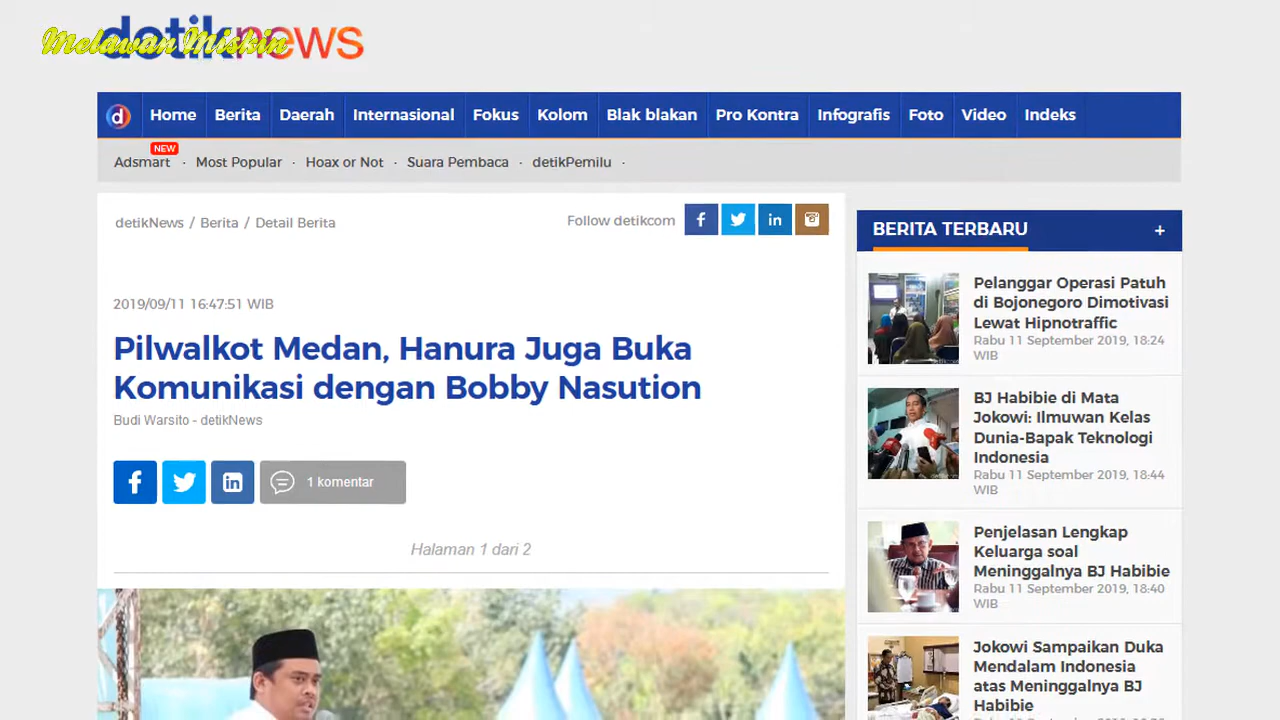 detiknews
Melawan Miskin
Home Berita Daerah Internasional Fokus Kolom Blak blakan Pro Kontra Infografis Foto Video Indeks
NEW
Adsmart · Most Popular · Hoax or Not · Suara Pembaca · detikPemilu ·
detikNews / Berita / Detail Berita
Follow detikcom
2019/09/11 16:47:51 WIB
Pilwalkot Medan, Hanura Juga Buka
Komunikasi dengan Bobby Nasution
Budi Warsito - detikNews
1 komentar
Halaman 1 dari 2
BERITA TERBARU +
Pelanggar Operasi Patuh
di Bojonegoro Dimotivasi
Lewat Hipnotraffic
Rabu 11 September 2019, 18:24
WIB
BJ Habibie di Mata
Jokowi: Ilmuwan Kelas
Dunia-Bapak Teknologi
Indonesia
Rabu 11 September 2019, 18:44
WIB
Penjelasan Lengkap
Keluarga soal
Meninggalnya BJ Habibie
Rabu 11 September 2019, 18:40
WIB
Jokowi Sampaikan Duka
Mendalam Indonesia
atas Meninggalnya BJ
Habibie